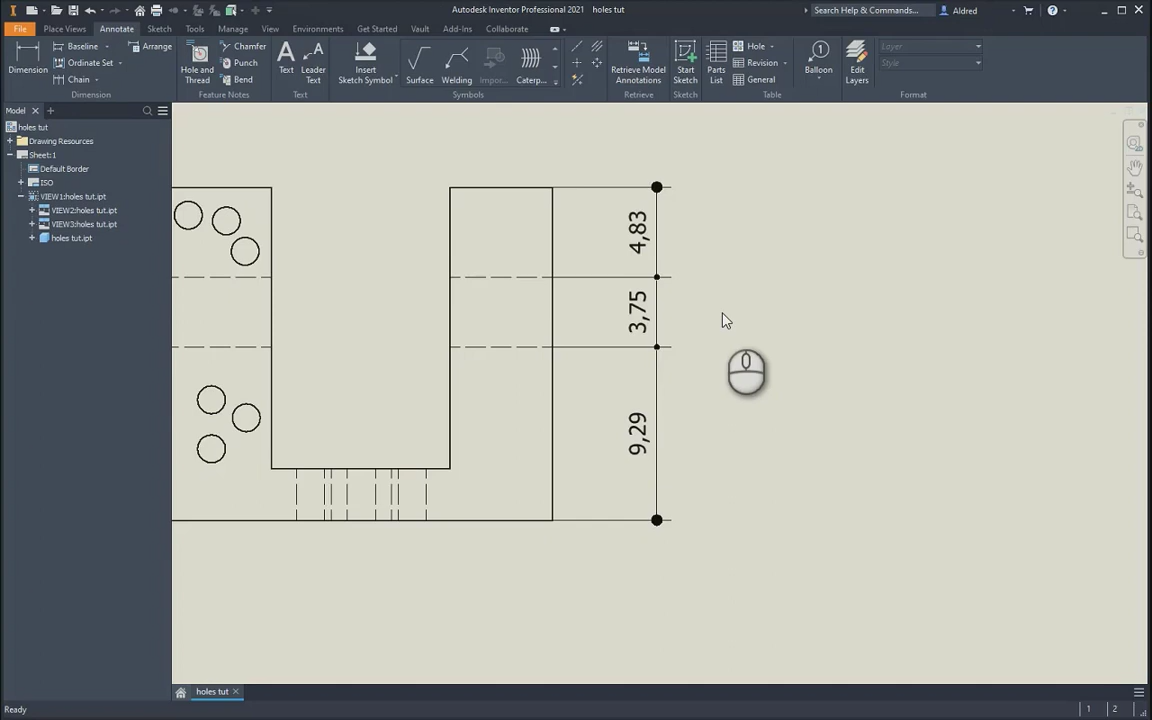 Autodesk Inventor Professional 2021 holes tut
Search Help & Commands...
Aldred
File Place Views Annotate Sketch Tools Manage Environments Get Started Vault Add-Ins Collaborate
Dimension
Baseline
Ordinate Set
Chain
Arrange
Dimension
Hole and Thread
Chamfer
Punch
Bend
Feature Notes
Text
Leader Text
Text
Insert Sketch Symbol
Surface
Welding
Impor...
Caterp...
Symbols
Retrieve Model Annotations
Retrieve
Start Sketch
Sketch
Parts List
Hole
Revision
General
Table
Balloon
Edit Layers
Layer
Style
Format
Model
holes tut
Drawing Resources
Sheet:1
Default Border
ISO
VIEW1:holes tut.ipt
VIEW2:holes tut.ipt
VIEW3:holes tut.ipt
holes tut.ipt
4,83
3,75
9,29
holes tut
Ready
1 2